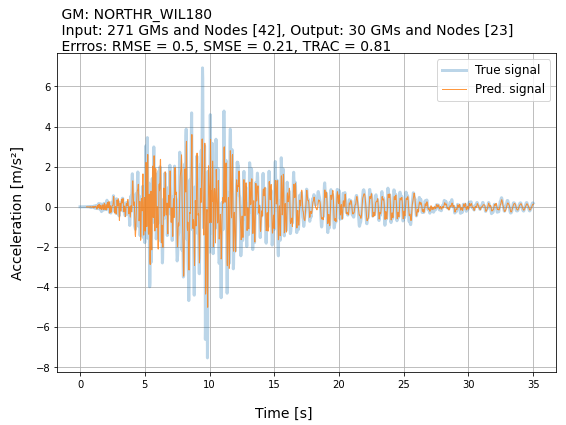 GM: NORTHR_WIL180
Input: 271 GMs and Nodes [42], Output: 30 GMs and Nodes [23]
Errros: RMSE = 0.5, SMSE = 0.21, TRAC = 0.81
True signal
Pred. signal
Acceleration [m/s²]
6
4
2
0
−2
−4
−6
−8
0 5 10 15 20 25 30 35
Time [s]